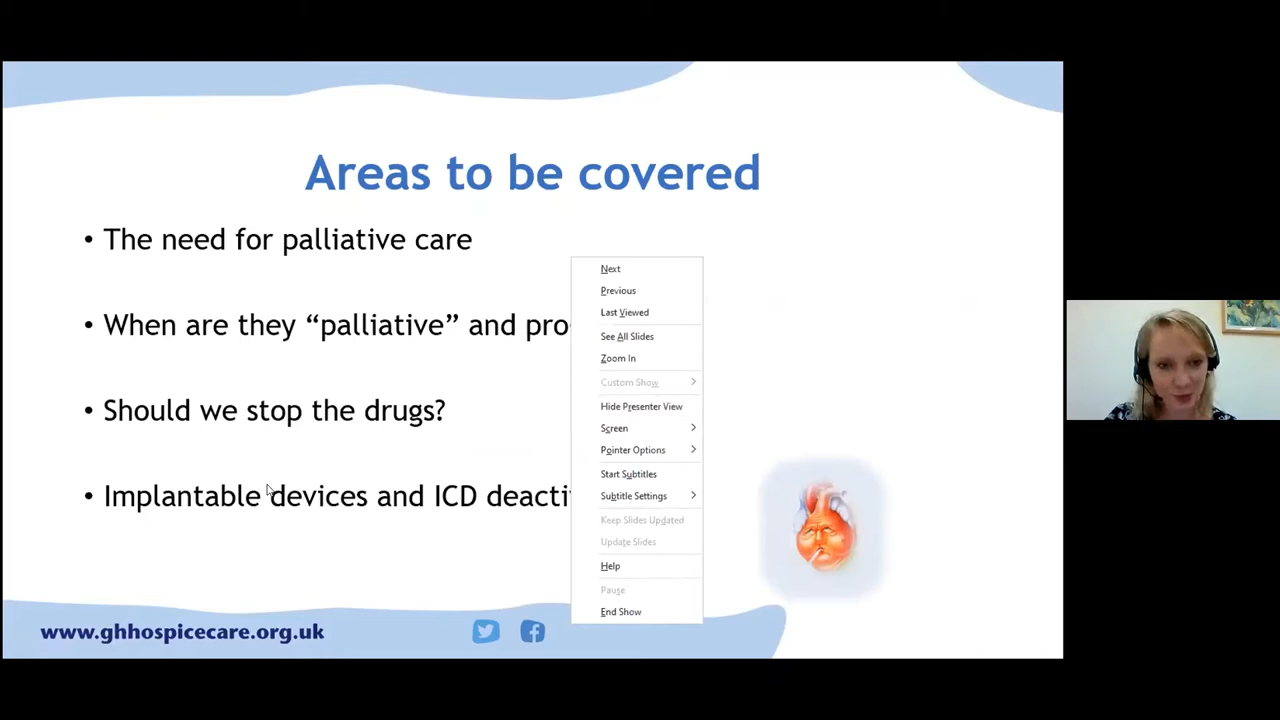 Areas to be covered
• The need for palliative care
• When are they “palliative” and pro
• Should we stop the drugs?
• Implantable devices and ICD deacti
Next
Previous
Last Viewed
See All Slides
Zoom In
Custom Show
Hide Presenter View
Screen
Pointer Options
Start Subtitles
Subtitle Settings
Keep Slides Updated
Update Slides
Help
Pause
End Show
www.ghhospicecare.org.uk